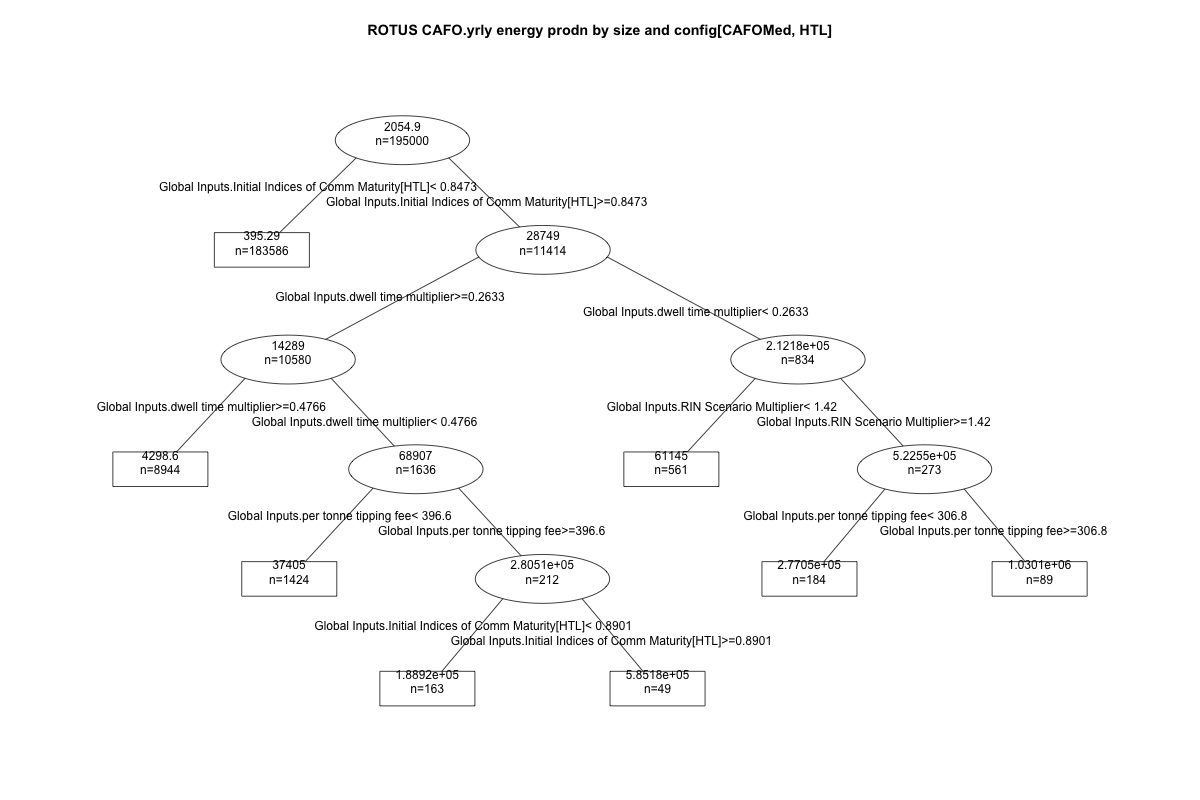 ROTUS CAFO.yrly energy prodn by size and config[CAFOMed, HTL]
2054.9
n=195000
Global Inputs.Initial Indices of Comm Maturity[HTL]< 0.8473
Global Inputs.Initial Indices of Comm Maturity[HTL]>=0.8473
395.29
n=183586
28749
n=11414
Global Inputs.dwell time multiplier>=0.2633
Global Inputs.dwell time multiplier< 0.2633
14289
n=10580
2.1218e+05
n=834
Global Inputs.dwell time multiplier>=0.4766
Global Inputs.dwell time multiplier< 0.4766
Global Inputs.RIN Scenario Multiplier< 1.42
Global Inputs.RIN Scenario Multiplier>=1.42
4298.6
n=8944
68907
n=1636
61145
n=561
5.2255e+05
n=273
Global Inputs.per tonne tipping fee< 396.6
Global Inputs.per tonne tipping fee>=396.6
Global Inputs.per tonne tipping fee< 306.8
Global Inputs.per tonne tipping fee>=306.8
37405
n=1424
2.8051e+05
n=212
2.7705e+05
n=184
1.0301e+06
n=89
Global Inputs.Initial Indices of Comm Maturity[HTL]< 0.8901
Global Inputs.Initial Indices of Comm Maturity[HTL]>=0.8901
1.8892e+05
n=163
5.8518e+05
n=49